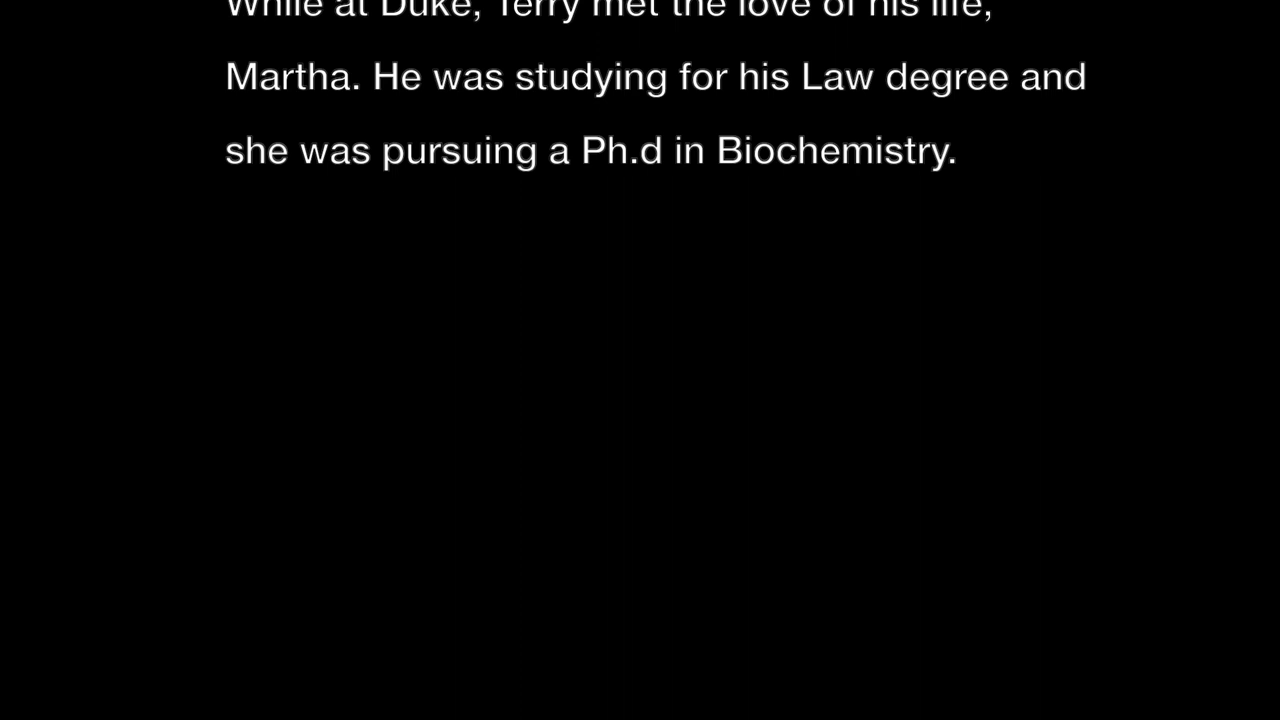 While at Duke, Terry met the love of his life,
Martha. He was studying for his Law degree and
she was pursuing a Ph.d in Biochemistry.